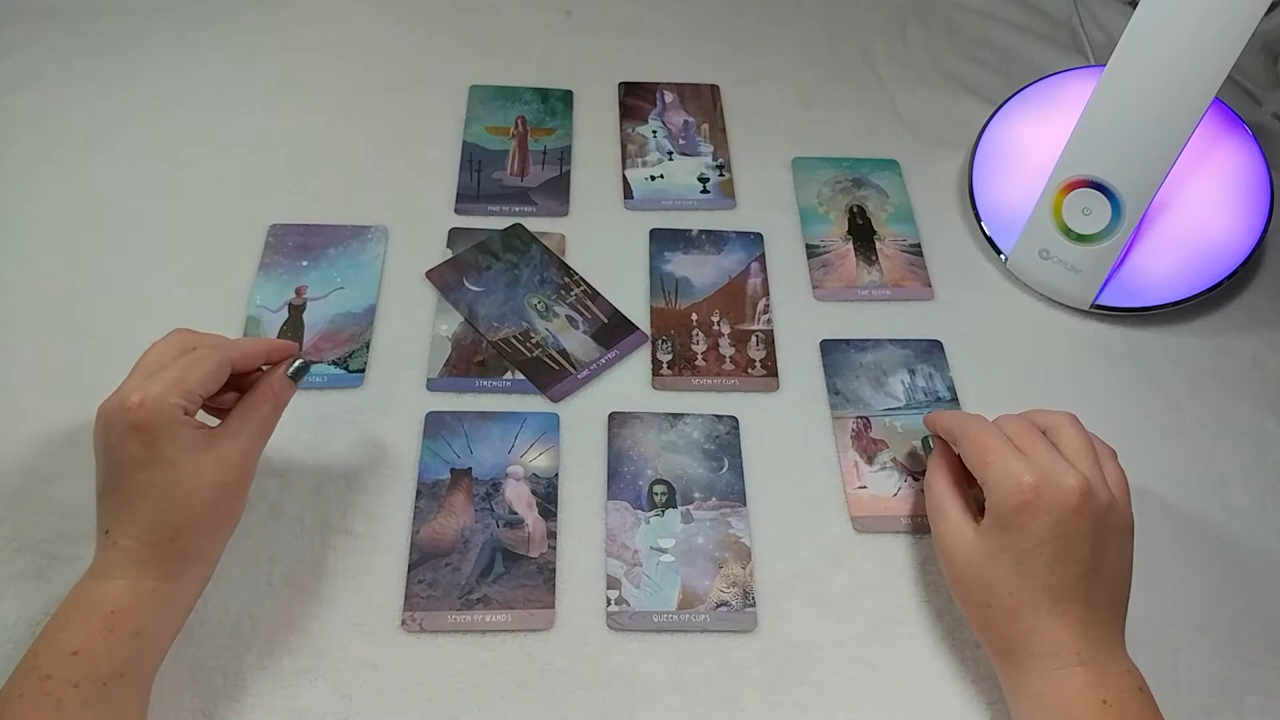 FIVE OF SWORDS
FIVE OF CUPS
THE MOON
STRENGTH
NINE OF SWORDS
SEVEN OF CUPS
SEVEN OF WANDS
QUEEN OF CUPS